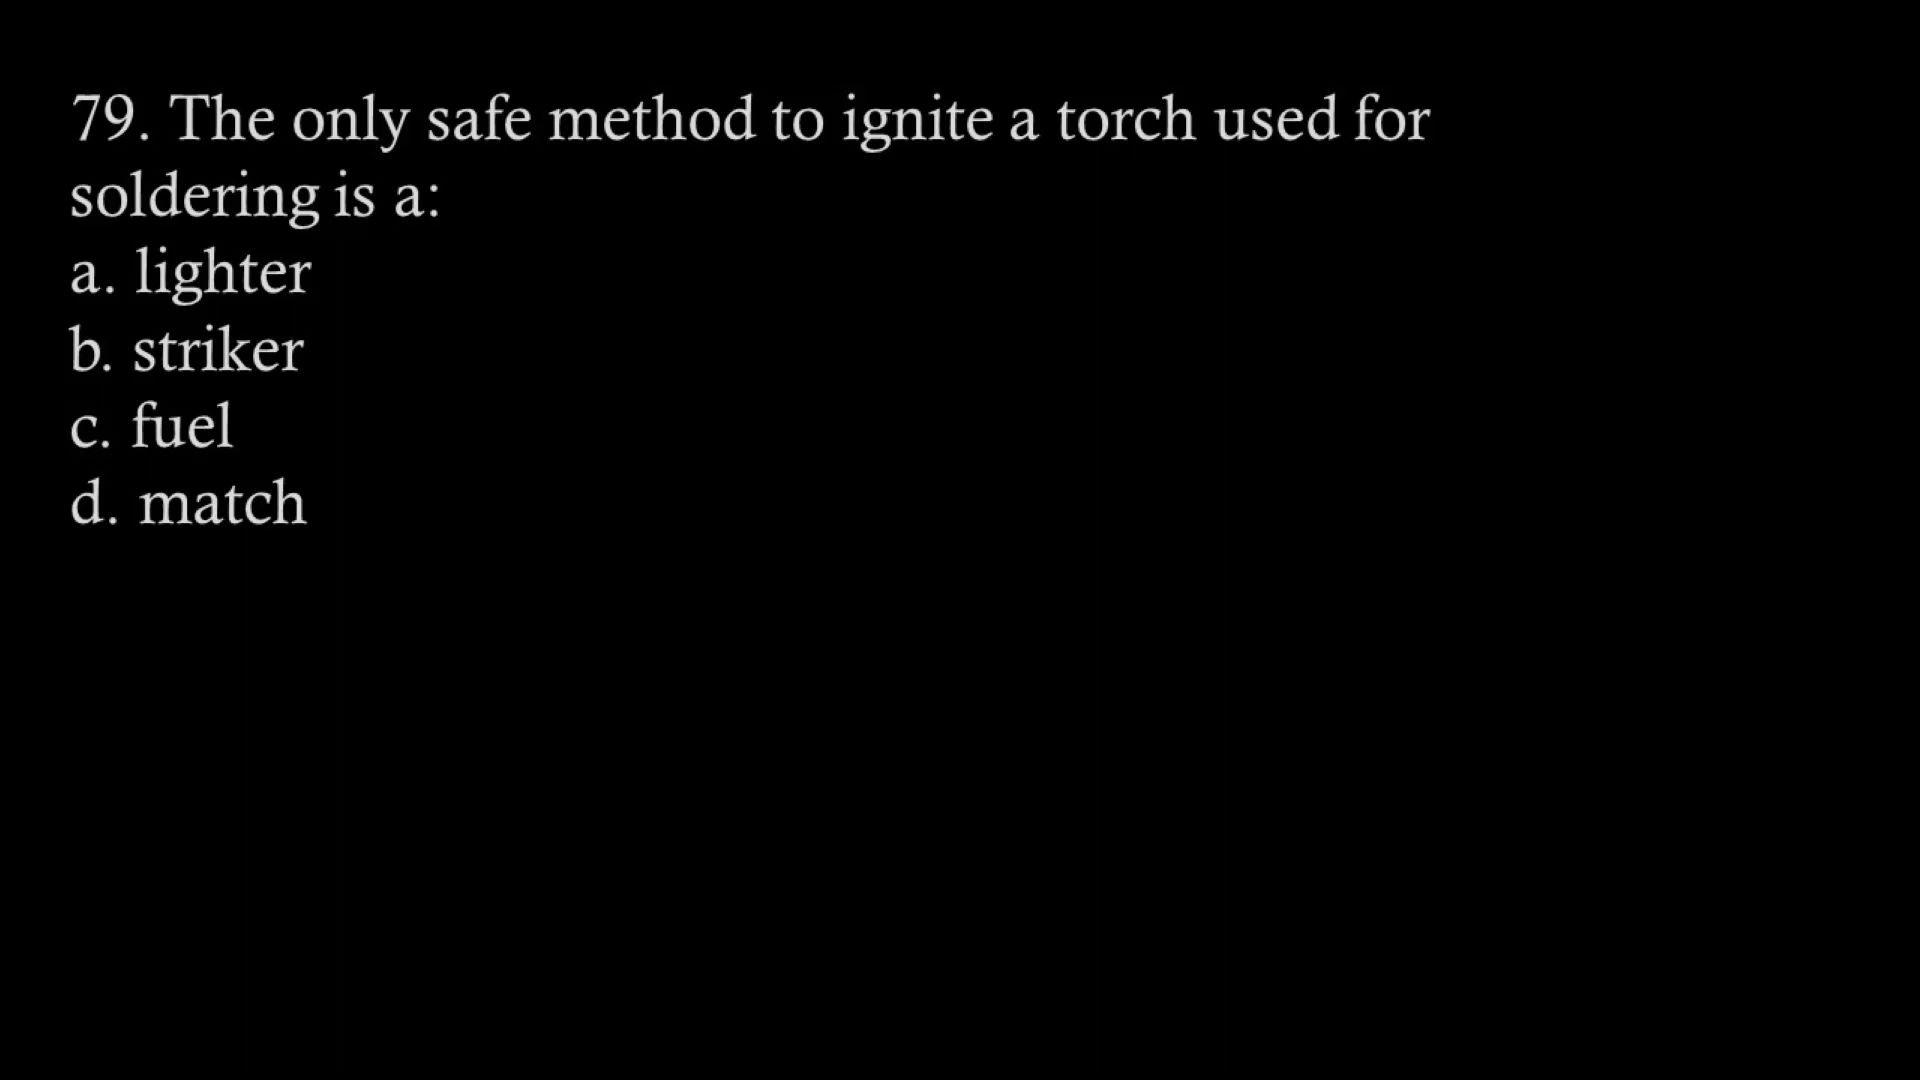 79. The only safe method to ignite a torch used for
soldering is a:
a. lighter
b. striker
c. fuel
d. match